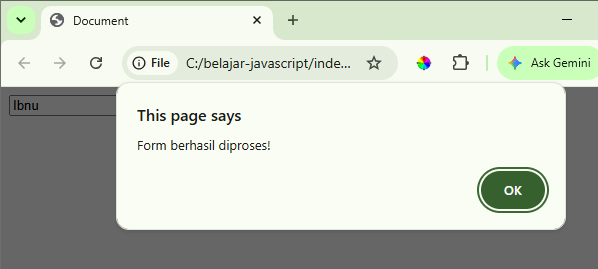 Document
File
C:/belajar-javascript/inde...
Ask Gemini
Ibnu
This page says
Form berhasil diproses!
OK